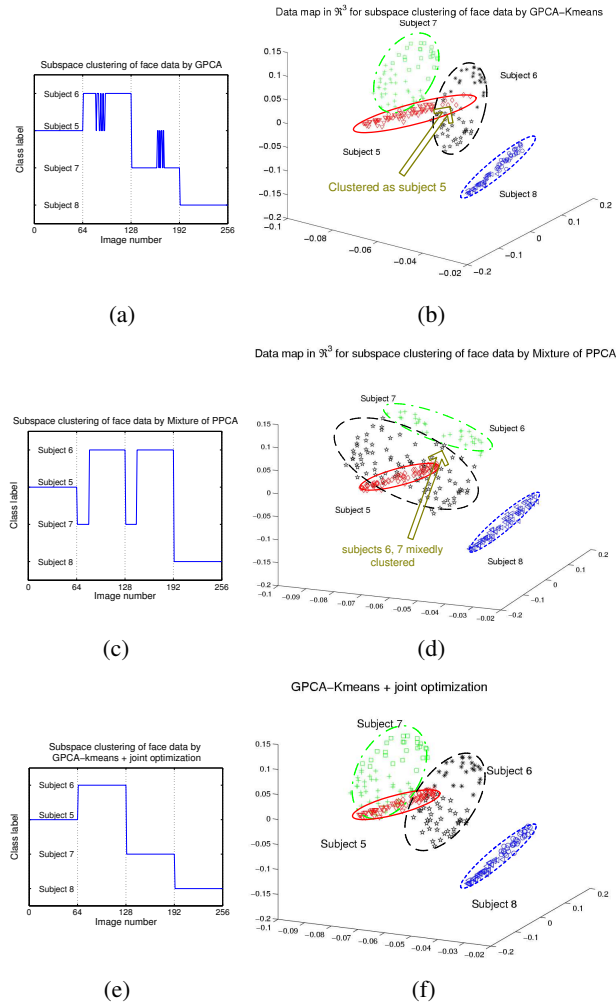 Subspace clustering of face data by GPCA
Class label
Subject 6
Subject 5
Subject 7
Subject 8
0 64 128 192 256
Image number
(a)
Data map in ℜ³ for subspace clustering of face data by GPCA−Kmeans
Subject 7
Subject 6
Subject 5
Clustered as subject 5
Subject 8
0.15
0.1
0.05
0
−0.05
−0.1
−0.15
−0.2
−0.1 −0.08 −0.06 −0.04 −0.02
−0.2 −0.1 0 0.1 0.2
(b)
Subspace clustering of face data by Mixture of PPCA
Class label
Subject 6
Subject 5
Subject 7
Subject 8
0 64 128 192 256
Image number
(c)
Data map in ℜ³ for subspace clustering of face data by Mixture of PPCA
Subject 7
Subject 6
Subject 5
subjects 6, 7 mixedly
clustered
Subject 8
0.15
0.1
0.05
0
−0.05
−0.1
−0.15
−0.2
−0.1 −0.09 −0.08 −0.07 −0.06 −0.05 −0.04 −0.03 −0.02
−0.2 −0.1 0 0.1 0.2
(d)
Subspace clustering of face data by
GPCA−kmeans + joint optimization
Class label
Subject 6
Subject 5
Subject 7
Subject 8
0 64 128 192 256
Image number
(e)
GPCA−Kmeans + joint optimization
Subject 7
Subject 6
Subject 5
Subject 8
0.15
0.1
0.05
0
−0.05
−0.1
−0.15
−0.2
−0.1 −0.09 −0.08 −0.07 −0.06 −0.05 −0.04 −0.03 −0.02
−0.2 −0.1 0 0.1 0.2
(f)